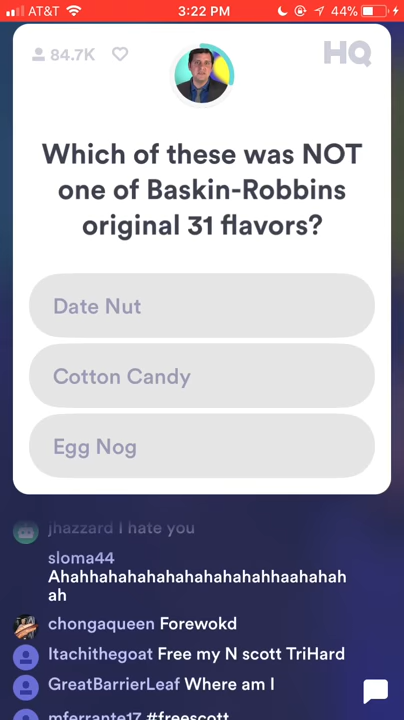 AT&T 3:22 PM 44%
84.7K HQ
Which of these was NOT
one of Baskin-Robbins
original 31 flavors?
Date Nut
Cotton Candy
Egg Nog
jhazzard I hate you
sloma44
Ahahhahahahahahahahahhaahahah
ah
chongaqueen Forewokd
Itachithegoat Free my N scott TriHard
GreatBarrierLeaf Where am I
mferrante17 #freescott